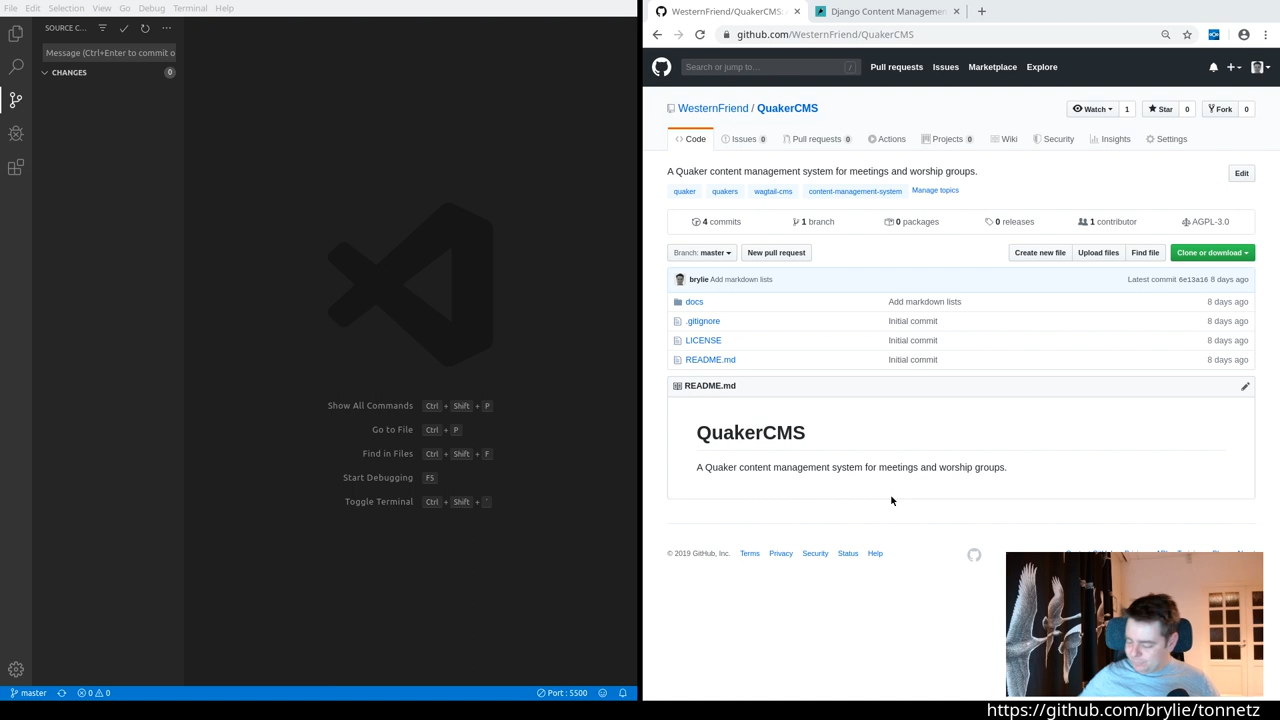 File Edit Selection View Go Debug Terminal Help
SOURCE C...
Message (Ctrl+Enter to commit o
CHANGES 0
Show All Commands Ctrl + Shift + P
Go to File Ctrl + P
Find in Files Ctrl + Shift + F
Start Debugging F5
Toggle Terminal Ctrl + Shift + `
master 0 0 Port : 5500
WesternFriend/QuakerCMS: Django Content Managemen
github.com/WesternFriend/QuakerCMS
Search or jump to... / Pull requests Issues Marketplace Explore
WesternFriend / QuakerCMS Watch 1 Star 0 Fork 0
Code Issues 0 Pull requests 0 Actions Projects 0 Wiki Security Insights Settings
A Quaker content management system for meetings and worship groups. Edit
quaker quakers wagtail-cms content-management-system Manage topics
4 commits 1 branch 0 packages 0 releases 1 contributor AGPL-3.0
Branch: master New pull request Create new file Upload files Find file Clone or download
brylie Add markdown lists Latest commit 6e13a16 8 days ago
docs Add markdown lists 8 days ago
.gitignore Initial commit 8 days ago
LICENSE Initial commit 8 days ago
README.md Initial commit 8 days ago
README.md
QuakerCMS
A Quaker content management system for meetings and worship groups.
© 2019 GitHub, Inc. Terms Privacy Security Status Help
https://github.com/brylie/tonnetz